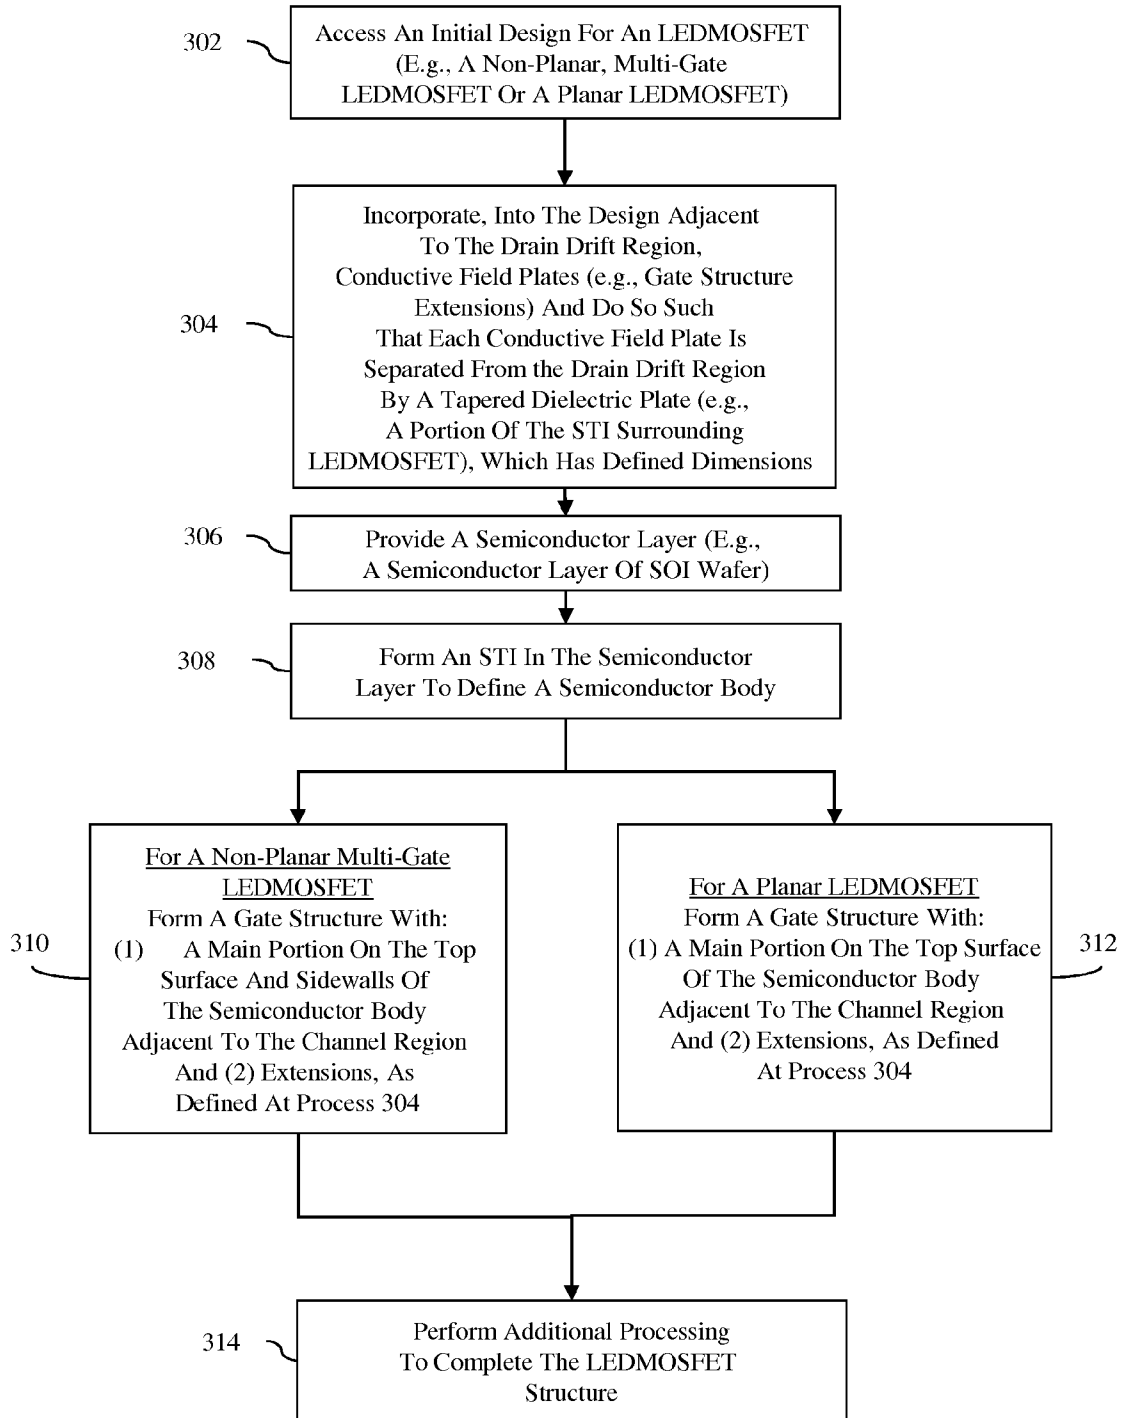 302
Access An Initial Design For An LEDMOSFET
(E.g., A Non-Planar, Multi-Gate
LEDMOSFET Or A Planar LEDMOSFET)
304
Incorporate, Into The Design Adjacent
To The Drain Drift Region,
Conductive Field Plates (e.g., Gate Structure
Extensions) And Do So Such
That Each Conductive Field Plate Is
Separated From the Drain Drift Region
By A Tapered Dielectric Plate (e.g.,
A Portion Of The STI Surrounding
LEDMOSFET), Which Has Defined Dimensions
306
Provide A Semiconductor Layer (E.g.,
A Semiconductor Layer Of SOI Wafer)
308
Form An STI In The Semiconductor
Layer To Define A Semiconductor Body
310
For A Non-Planar Multi-Gate
LEDMOSFET
Form A Gate Structure With:
(1) A Main Portion On The Top
Surface And Sidewalls Of
The Semiconductor Body
Adjacent To The Channel Region
And (2) Extensions, As
Defined At Process 304
For A Planar LEDMOSFET
Form A Gate Structure With:
(1) A Main Portion On The Top Surface
Of The Semiconductor Body
Adjacent To The Channel Region
And (2) Extensions, As Defined
At Process 304
312
314
Perform Additional Processing
To Complete The LEDMOSFET
Structure